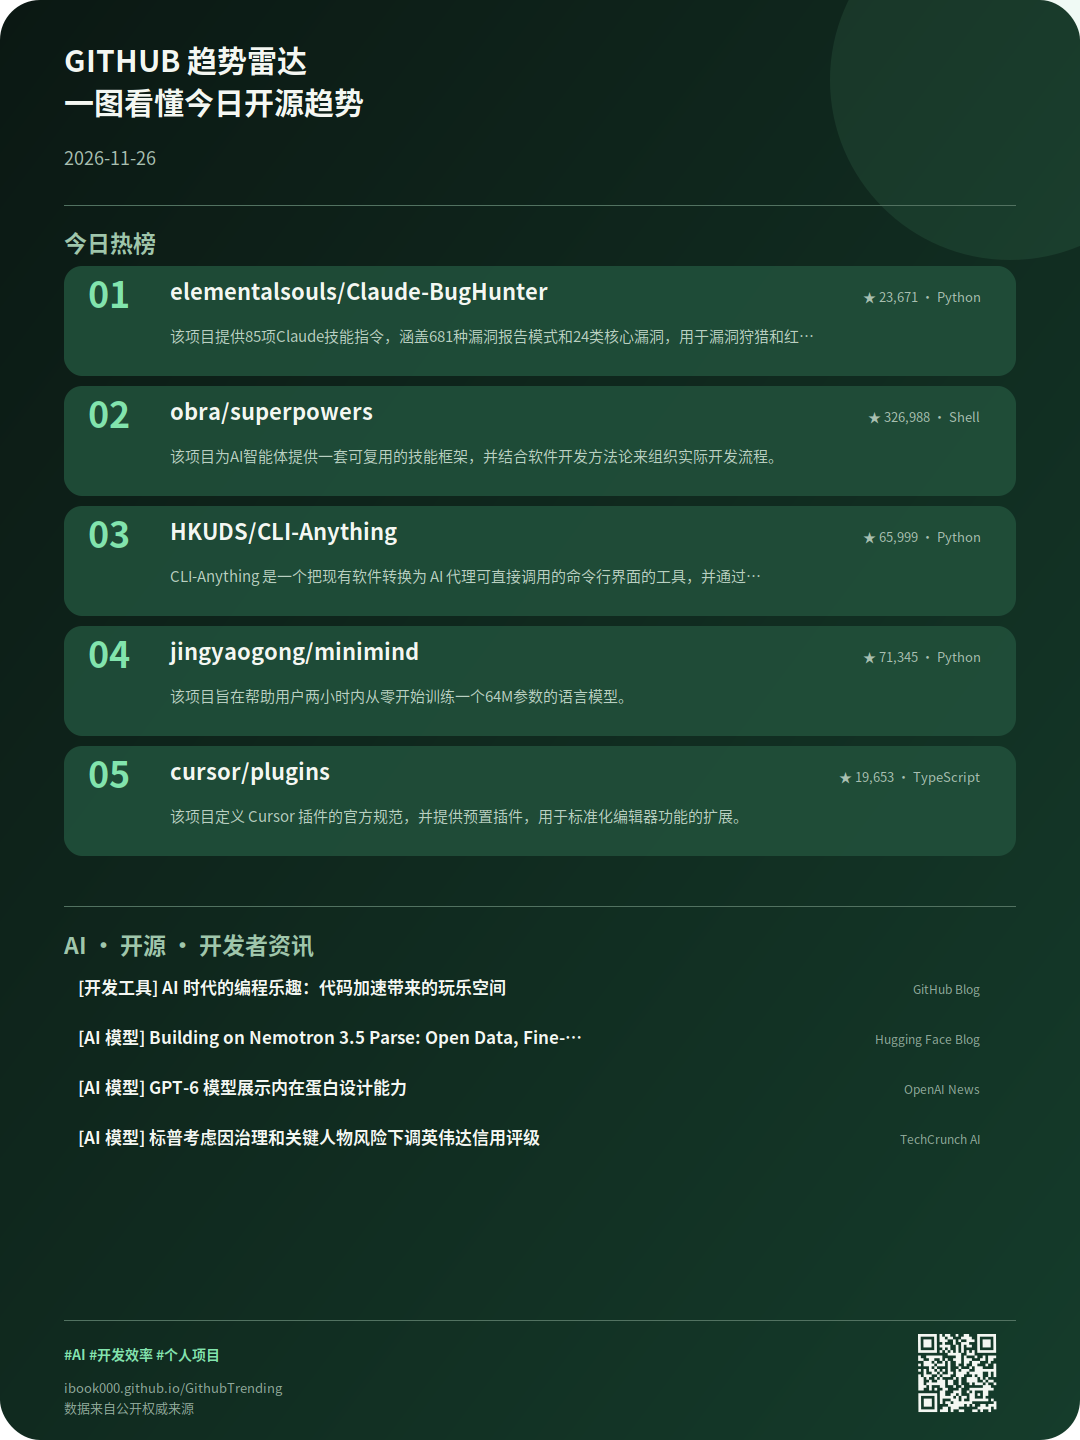 GITHUB 趋势雷达
一图看懂今日开源趋势
2026-11-26
今日热榜
01
elementalsouls/Claude-BugHunter
★ 23,671 · Python
该项目提供85项Claude技能指令，涵盖681种漏洞报告模式和24类核心漏洞，用于漏洞狩猎和红…
02
obra/superpowers
★ 326,988 · Shell
该项目为AI智能体提供一套可复用的技能框架，并结合软件开发方法论来组织实际开发流程。
03
HKUDS/CLI-Anything
★ 65,999 · Python
CLI-Anything 是一个把现有软件转换为 AI 代理可直接调用的命令行界面的工具，并通过…
04
jingyaogong/minimind
★ 71,345 · Python
该项目旨在帮助用户两小时内从零开始训练一个64M参数的语言模型。
05
cursor/plugins
★ 19,653 · TypeScript
该项目定义 Cursor 插件的官方规范，并提供预置插件，用于标准化编辑器功能的扩展。
AI · 开源 · 开发者资讯
[开发工具] AI 时代的编程乐趣：代码加速带来的玩乐空间
GitHub Blog
[AI 模型] Building on Nemotron 3.5 Parse: Open Data, Fine-…
Hugging Face Blog
[AI 模型] GPT-6 模型展示内在蛋白设计能力
OpenAI News
[AI 模型] 标普考虑因治理和关键人物风险下调英伟达信用评级
TechCrunch AI
#AI #开发效率 #个人项目
ibook000.github.io/GithubTrending
数据来自公开权威来源